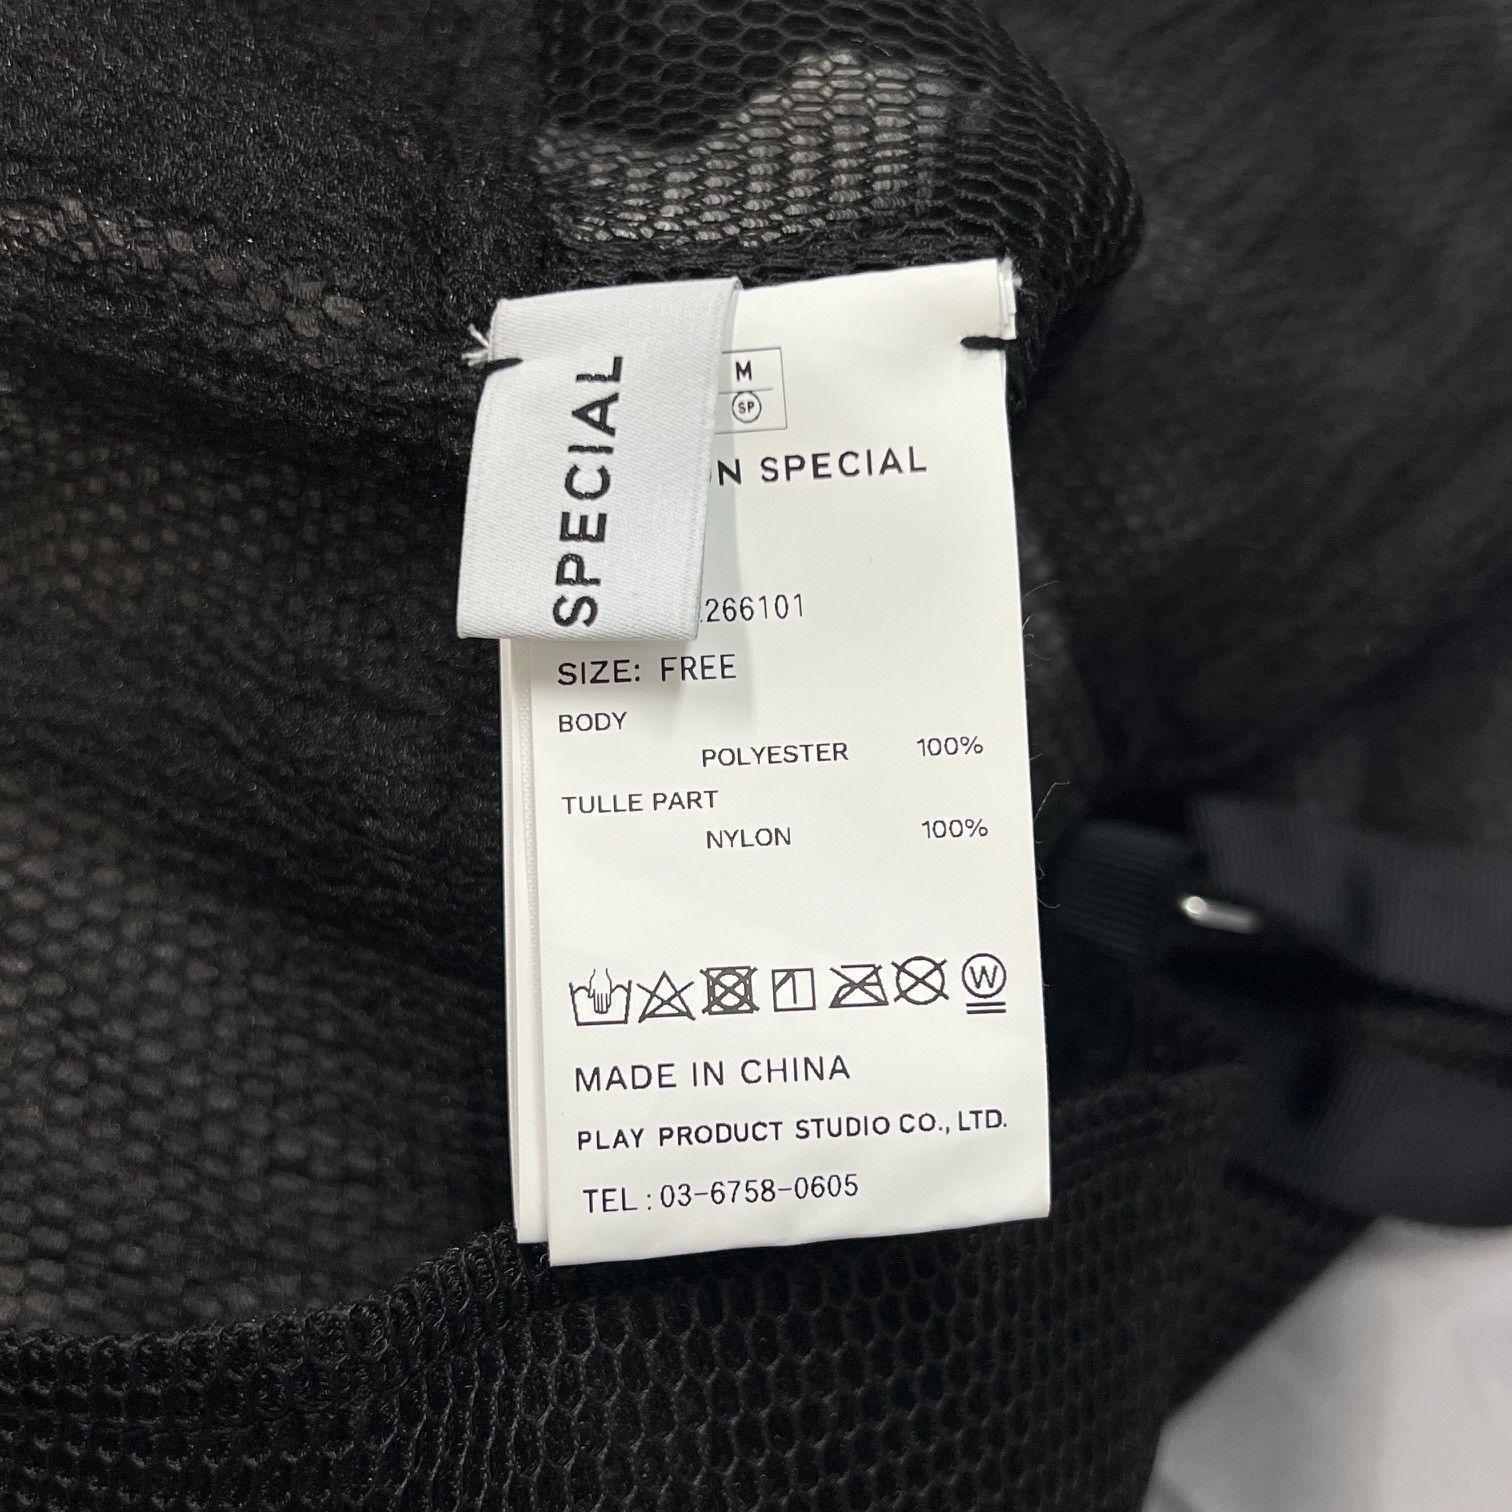 SPECIAL
M
SP
SPECIAL
266101
SIZE: FREE
BODY
POLYESTER 100%
TULLE PART
NYLON 100%
W
MADE IN CHINA
PLAY PRODUCT STUDIO CO., LTD.
TEL : 03-6758-0605